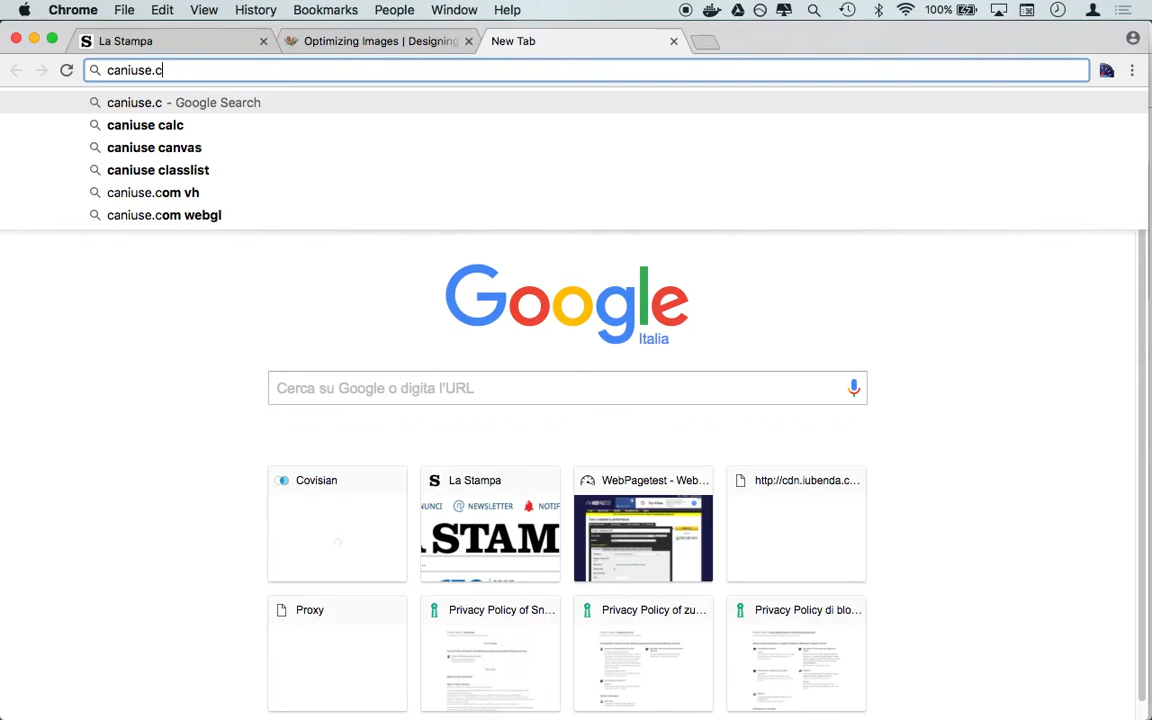 Chrome File Edit View History Bookmarks People Window Help 100%
La Stampa
Optimizing Images | Designing
New Tab
caniuse.c
caniuse.c - Google Search
caniuse calc
caniuse canvas
caniuse classlist
caniuse.com vh
caniuse.com webgl
Google
Italia
Cerca su Google o digita l'URL
Covisian
La Stampa
WebPagetest - Web...
http://cdn.iubenda.c...
NEWSLETTER
Proxy
Privacy Policy of Sn...
Privacy Policy of zu...
Privacy Policy di blo...